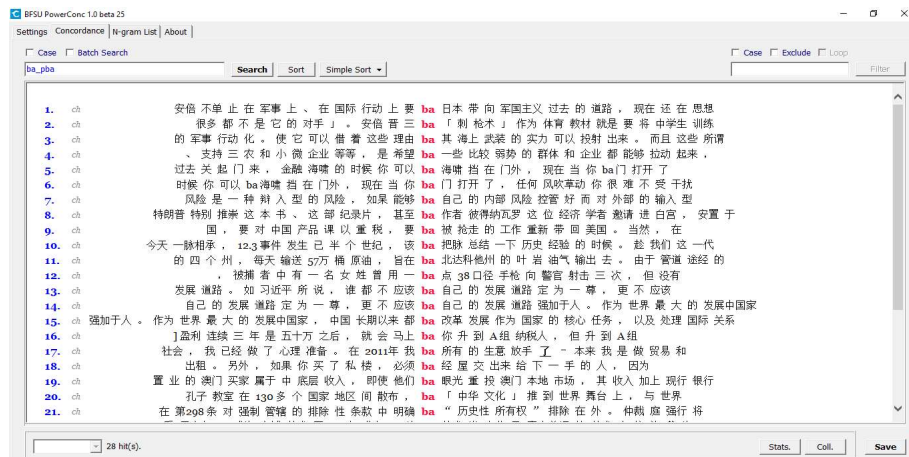 BFSU PowerConc 1.0 beta 25
Settings Concordance N-gram List About
Case Batch Search Case Exclude Loop
ba_pba Search Sort Simple Sort Filter
1. ch 安倍 不单 止 在 军事 上 、 在 国际 行动 上 要 ba 日本 带 向 军国主义 过去 的 道路 , 现在 还 在 思想
2. ch 很多 都 不 是 它 的 对手 」 。 安倍 晋 三 ba 「 刺 枪术 」 作为 体育 教材 就是 要 将 中学生 训练
3. ch 的 军事 行动 化 。 使 它 可以 借 着 这些 理由 ba 其 海上 武装 的 实力 可以 投射 出来 。 而且 这些 所谓
4. ch 、 支持 三 农 和 小 微 企业 等等 , 是 希望 ba 一些 比较 弱势 的 群体 和 企业 都 能够 拉动 起来 ,
5. ch 过去 关 起 门 来 , 金融 海啸 的 时候 你 可以 ba 海啸 挡 在 门外 , 现在 当 你 ba门 打开 了
6. ch 时候 你 可以 ba海啸 挡 在 门外 , 现在 当 你 ba 门 打开 了 , 任何 风吹草动 你 很 难 不 受 干扰
7. ch 风险 是 一 种 辨 入 型 的 风险 , 如果 能够 ba 自己 的 内部 风险 控管 好 而 对 外部 的 输入 型
8. ch 特朗普 特别 推崇 这 本 书 、 这 部 纪录片 , 甚至 ba 作者 彼得纳瓦罗 这 位 经济 学者 邀请 进 白宫 , 安置 于
9. ch 国 , 要 对 中国 产品 课 以 重税 , 要 ba 被 抢走 的 工作 重新 带 回 美国 。 当然 , 在
10. ch 今天 一脉相承 , 12.3 事件 发生 已 半 个 世纪 , 该 ba 把脉 总结 一下 历史 经验 的 时候 。 趁 我们 这 一代
11. ch 的 四 个 州 , 每天 输送 57万 桶 原油 , 旨在 ba 北达科他州 的 叶 岩 油气 输出 去 。 由于 管道 途经 的
12. ch , 被捕 者 中 有 一 名 女 姓 曾 用 一 ba 点 38口径 手枪 向 警官 射击 三 次 , 但 没有
13. ch 发展 道路 。 如 习近平 所 说 , 谁 都 不 应该 ba 自己 的 发展 道路 定 为 一 尊 , 更 不 应该
14. ch 自己 的 发展 道路 定 为 一 尊 , 更 不 应该 ba 自己 的 发展 道路 强加于人 。 作为 世界 最 大 的 发展中国家
15. ch 强加于人 。 作为 世界 最 大 的 发展中国家 , 中国 长期以来 都 ba 改革 发展 作为 国家 的 核心 任务 , 以及 处理 国际 关系
16. ch ]盈利 连续 三 年 是 五十万 之后 , 就 会 马上 ba 你 升 到 A组 纳税人 , 但 升 到 A组
17. ch 社会 , 我 已经 做 了 心理 准备 。 在 2011年 我 ba 所有 的 生意 放手 了 - 本来 我 是 做 贸易 和
18. ch 出租 。 另外 , 如果 你 买 了 私 楼 , 必须 ba 经 屋 交 出来 给 下 一 手 的 人 , 因为
19. ch 置 业 的 澳门 买家 属于 中 底层 收入 , 即使 他们 ba 眼光 重 投 澳门 本地 市场 , 其 收入 加上 现行 银行
20. ch 孔子 教室 在 130多 个 国家 地区 间 散布 , ba 「 中华 文化 」 推 到 世界 舞台 上 , 与 世界
21. ch 在 第298条 对 强制 管辖 的 排除 性 条款 中 明确 ba “ 历史性 所有权 ” 排除 在 外 。 仲裁 庭 强行 将
28 hit(s). Stats. Coll. Save